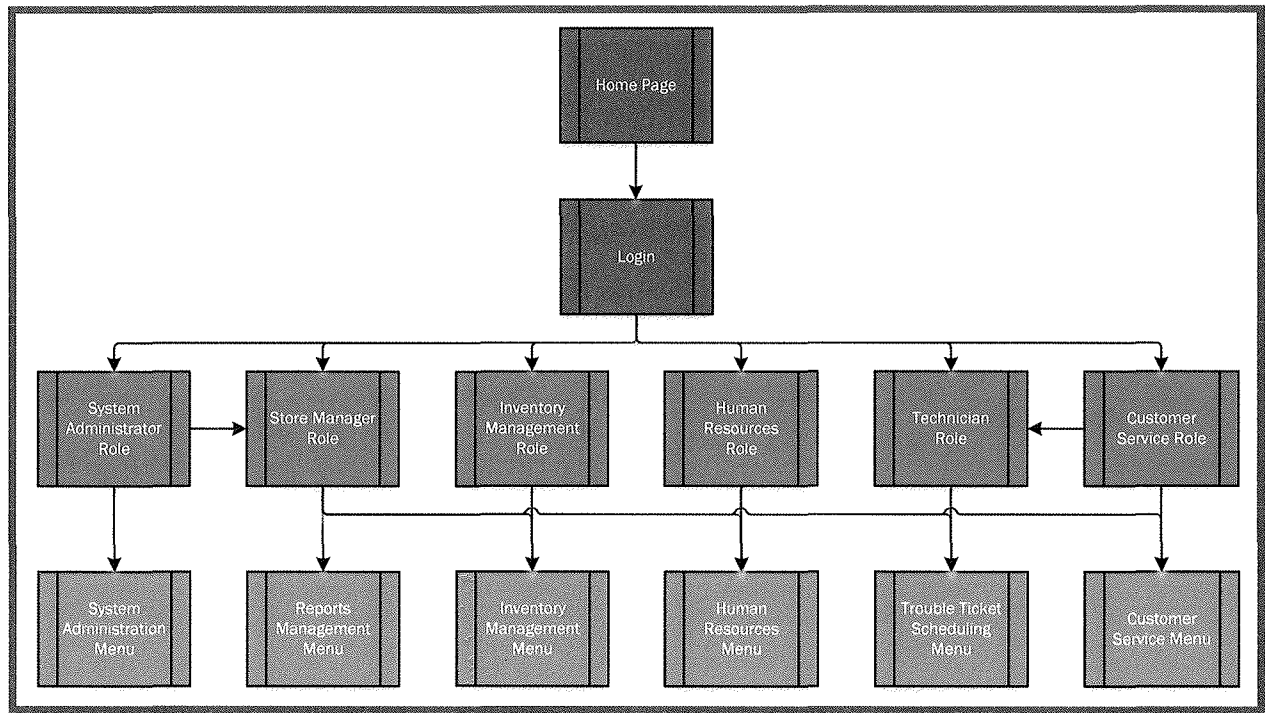 Home Page
Login
System
Administrator
Role
Store Manager
Role
Inventory
Management
Role
Human
Resources
Role
Technician
Role
Customer
Service Role
System
Administration
Menu
Reports
Management
Menu
Inventory
Management
Menu
Human
Resources
Menu
Trouble Ticket
Scheduling
Menu
Customer
Service Menu